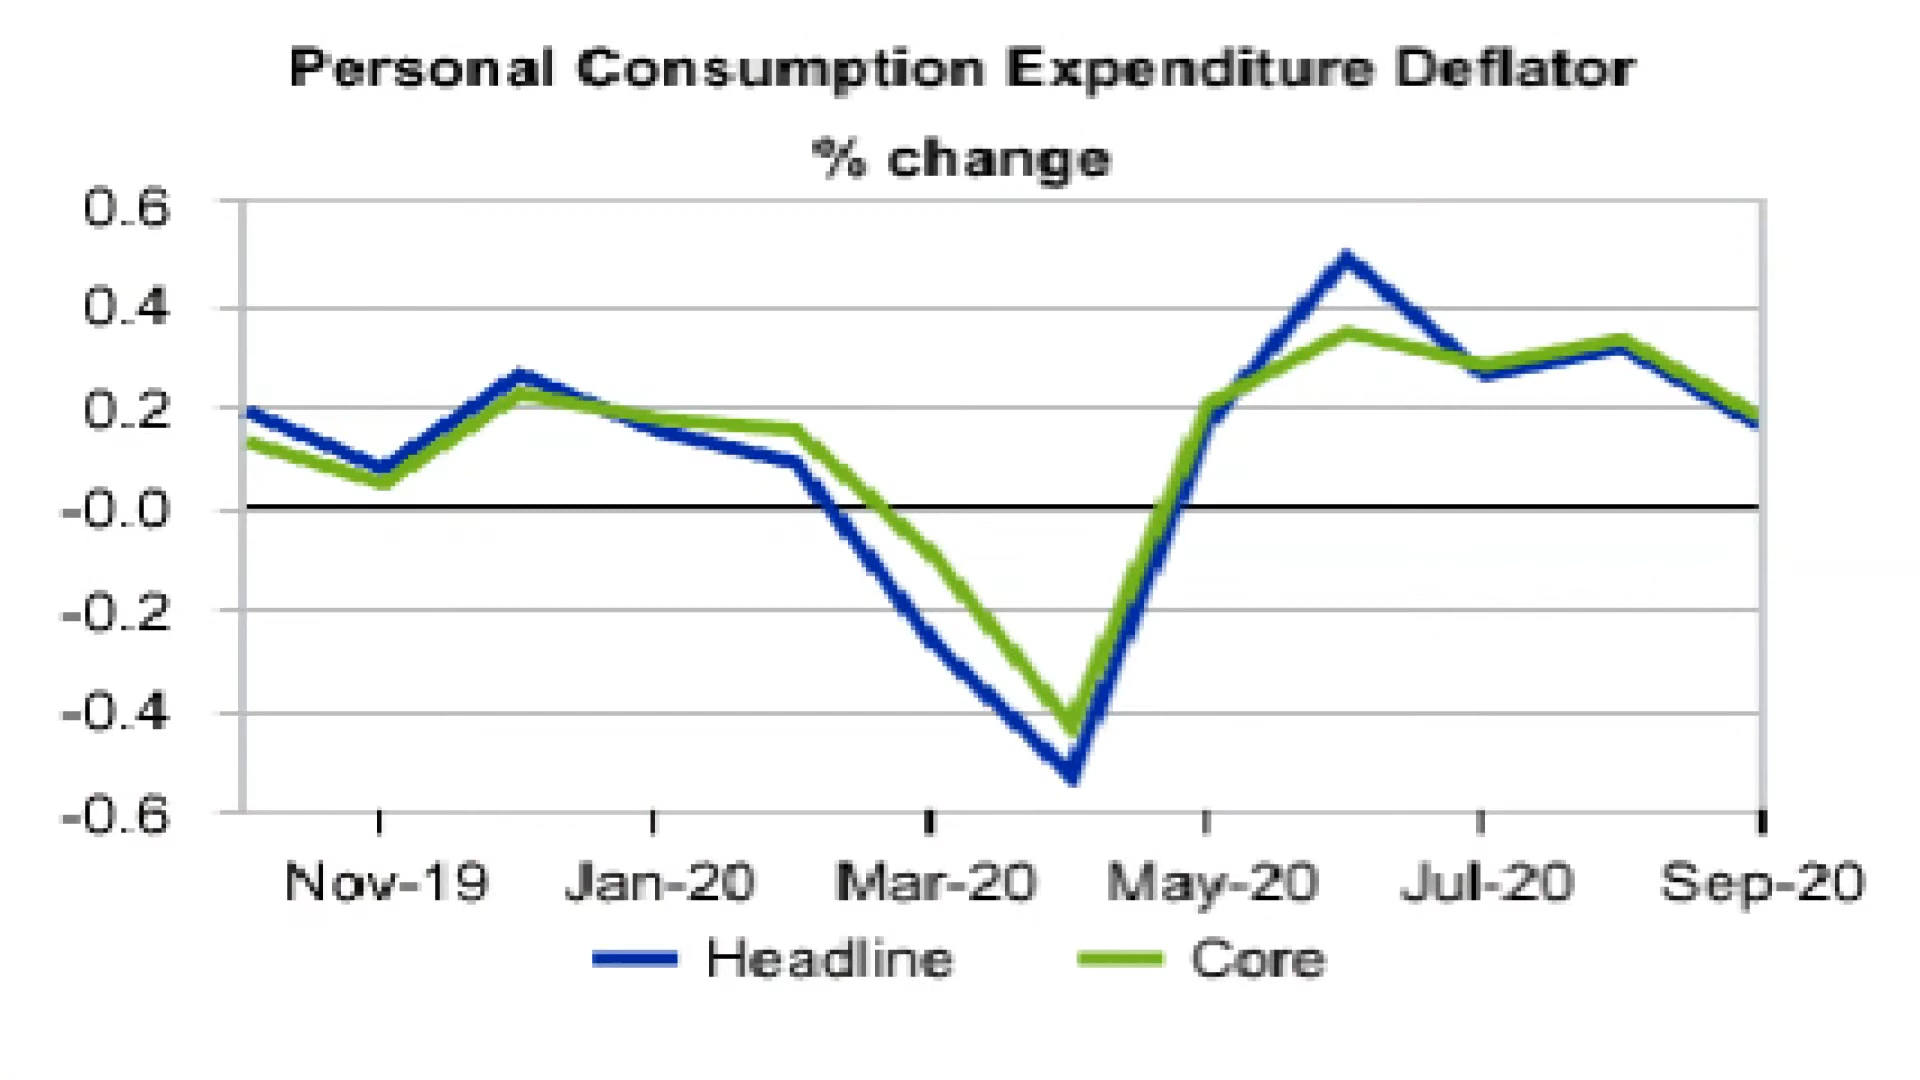 Personal Consumption Expenditure Deflator
% change
0.6
0.4
0.2
-0.0
-0.2
-0.4
-0.6
Nov-19 Jan-20 Mar-20 May-20 Jul-20 Sep-20
Headline Core